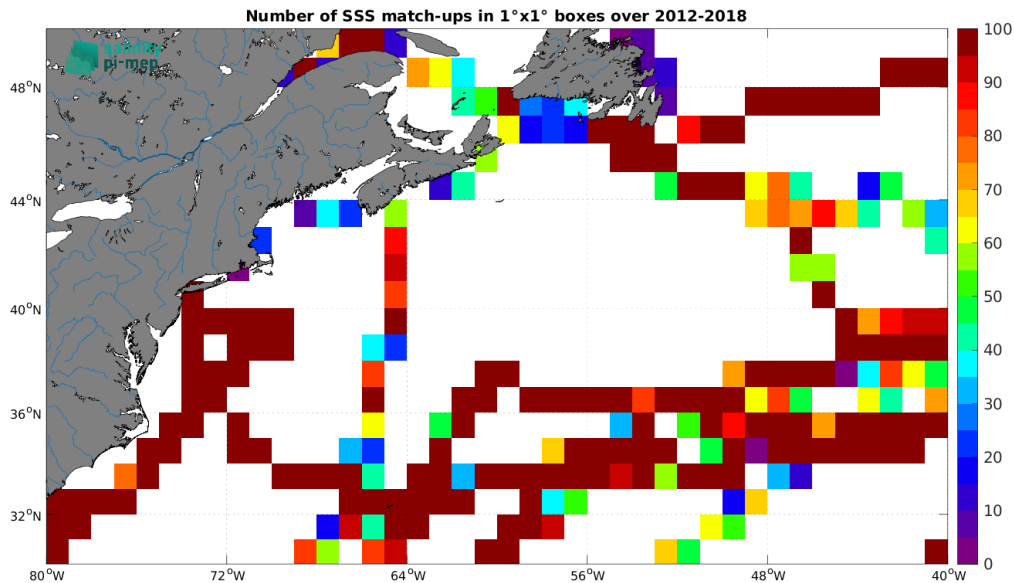 Number of SSS match-ups in 1°x1° boxes over 2012-2018
salinity
pi-mep
48°N
44°N
40°N
36°N
32°N
80°W 72°W 64°W 56°W 48°W 40°W
100
90
80
70
60
50
40
30
20
10
0